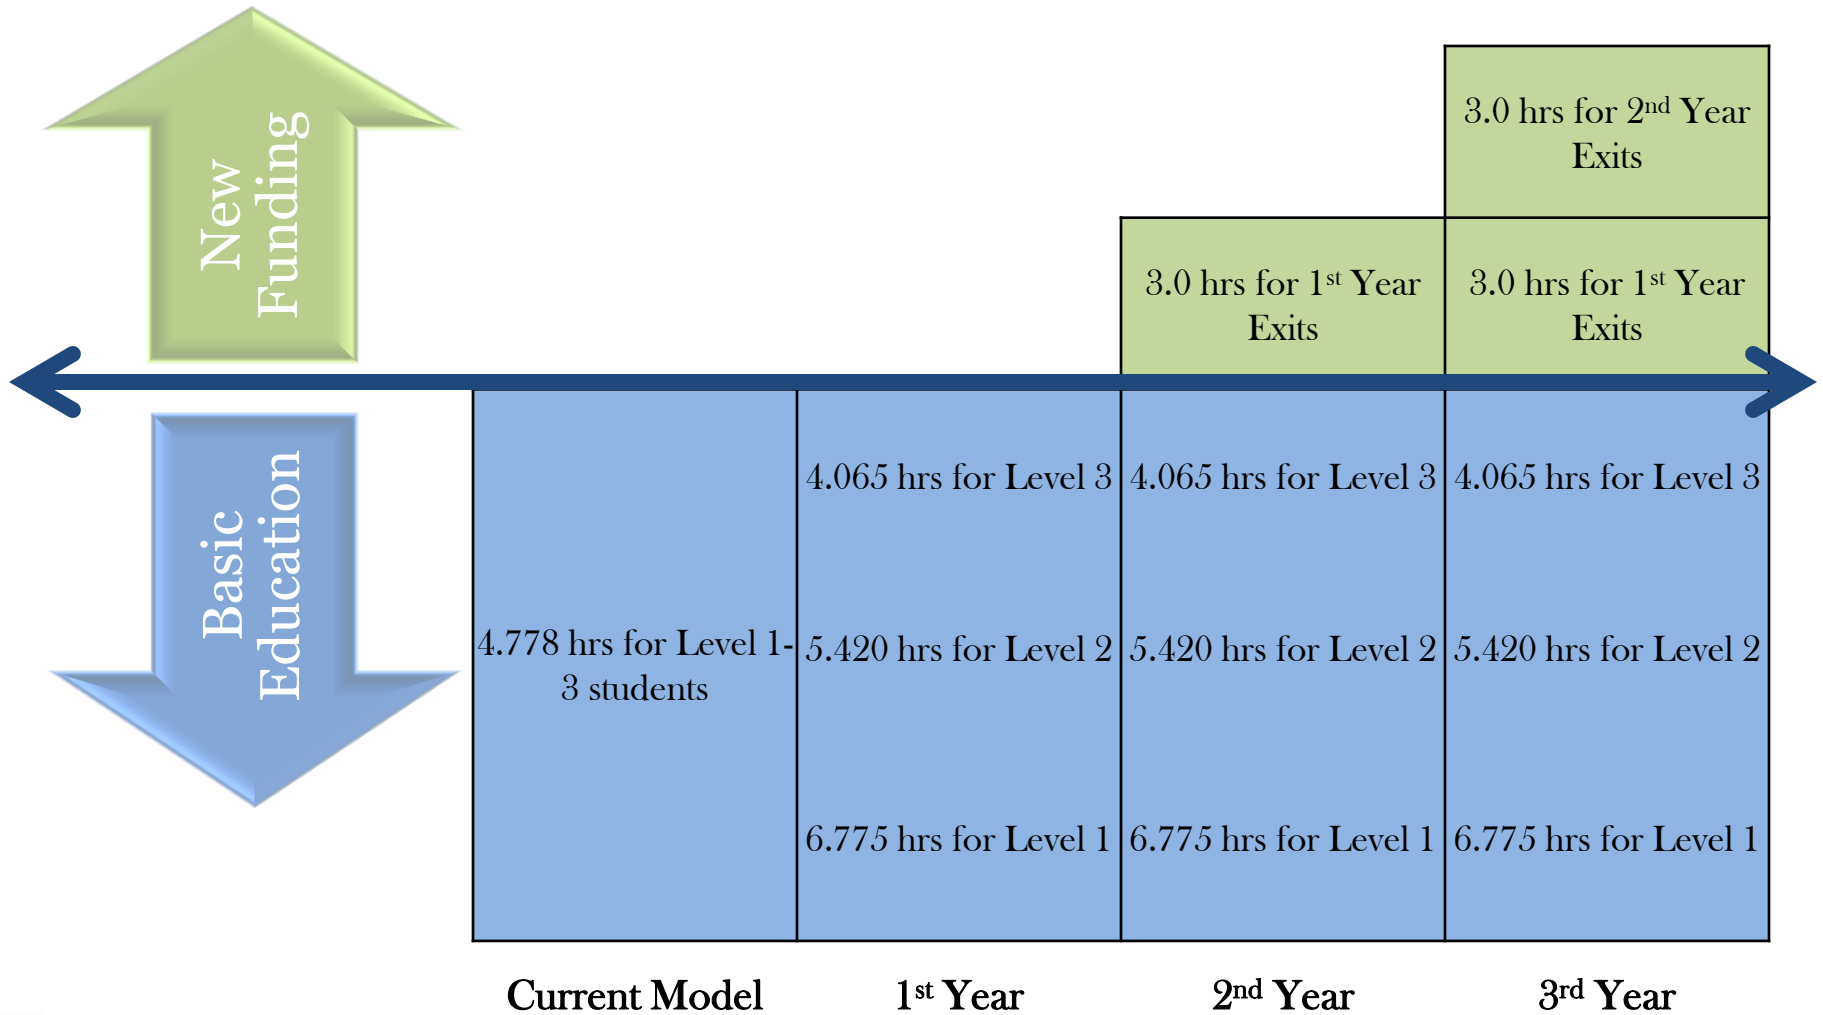 New
Funding
3.0 hrs for 2nd Year
Exits
3.0 hrs for 1st Year
Exits
3.0 hrs for 1st Year
Exits
Basic
Education
4.778 hrs for Level 1-
3 students
4.065 hrs for Level 3
5.420 hrs for Level 2
6.775 hrs for Level 1
4.065 hrs for Level 3
5.420 hrs for Level 2
6.775 hrs for Level 1
4.065 hrs for Level 3
5.420 hrs for Level 2
6.775 hrs for Level 1
Current Model
1st Year
2nd Year
3rd Year